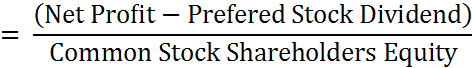 = (Net Profit − Prefered Stock Dividend)
Common Stock Shareholders Equity